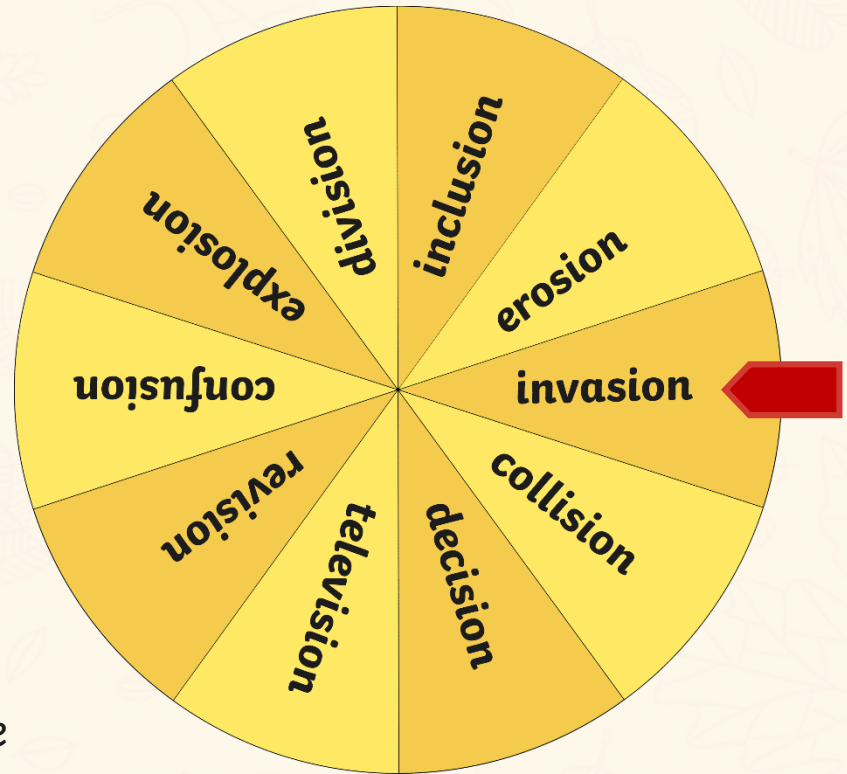 inclusion
erosion
invasion
collision
decision
television
revision
confusion
explosion
division
e